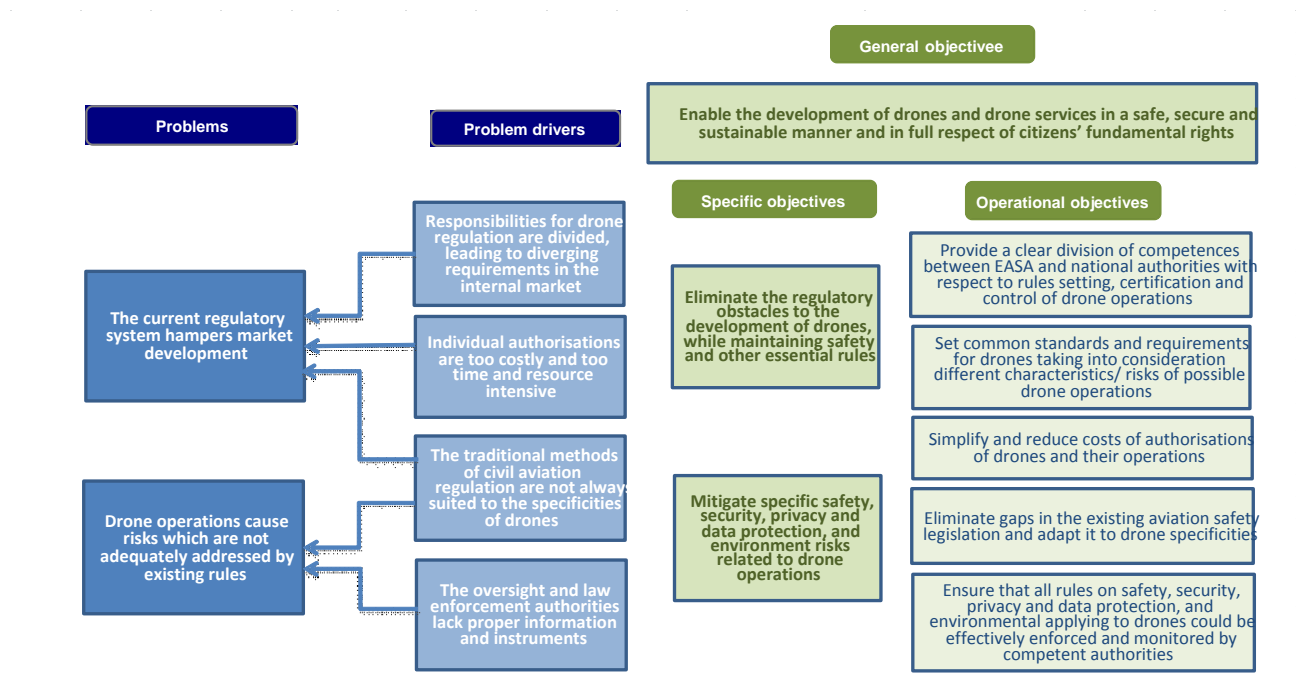 General objectivee
Enable the development of drones and drone services in a safe, secure and
sustainable manner and in full respect of citizens’ fundamental rights
Problems
Problem drivers
Specific objectives
Operational objectives
The current regulatory
system hampers market
development
Drone operations cause
risks which are not
adequately addressed by
existing rules
Responsibilities for drone
regulation are divided,
leading to diverging
requirements in the
internal market
Individual authorisations
are too costly and too
time and resource
intensive
The traditional methods
of civil aviation
regulation are not always
suited to the specificities
of drones
The oversight and law
enforcement authorities
lack proper information
and instruments
Eliminate the regulatory
obstacles to the
development of drones,
while maintaining safety
and other essential rules
Mitigate specific safety,
security, privacy and
data protection, and
environment risks
related to drone
operations
Provide a clear division of competences
between EASA and national authorities with
respect to rules setting, certification and
control of drone operations
Set common standards and requirements
for drones taking into consideration
different characteristics/ risks of possible
drone operations
Simplify and reduce costs of authorisations
of drones and their operations
Eliminate gaps in the existing aviation safety
legislation and adapt it to drone specificities
Ensure that all rules on safety, security,
privacy and data protection, and
environmental applying to drones could be
effectively enforced and monitored by
competent authorities